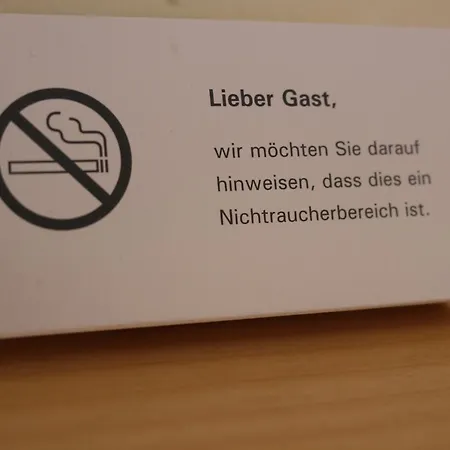 Lieber Gast,
wir möchten Sie darauf
hinweisen, dass dies ein
Nichtraucherbereich ist.